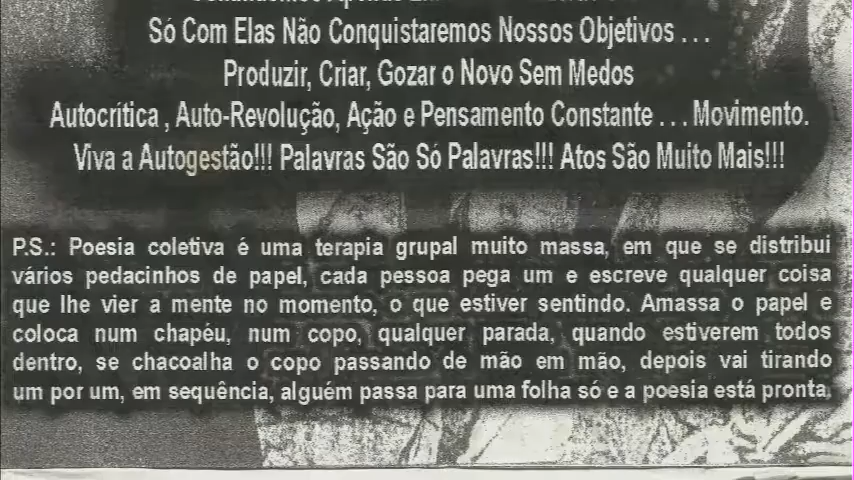 Só Com Elas Não Conquistaremos Nossos Objetivos . . .
Produzir, Criar, Gozar o Novo Sem Medos
Autocrítica , Auto-Revolução, Ação e Pensamento Constante . . . Movimento.
Viva a Autogestão!!! Palavras São Só Palavras!!! Atos São Muito Mais!!!
P.S.: Poesia coletiva é uma terapia grupal muito massa, em que se distribui
vários pedacinhos de papel, cada pessoa pega um e escreve qualquer coisa
que lhe vier a mente no momento, o que estiver sentindo. Amassa o papel e
coloca num chapéu, num copo, qualquer parada, quando estiverem todos
dentro, se chacoalha o copo passando de mão em mão, depois vai tirando
um por um, em sequência, alguém passa para uma folha só e a poesia está pronta.